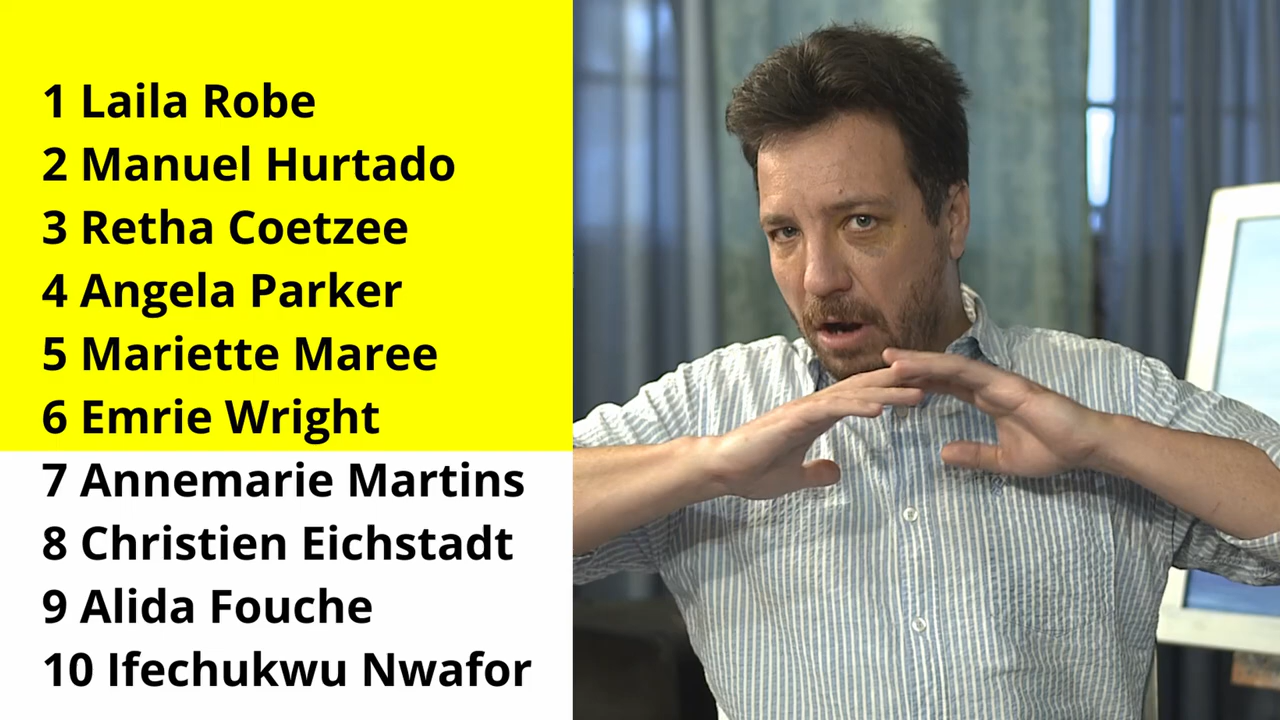 1 Laila Robe
2 Manuel Hurtado
3 Retha Coetzee
4 Angela Parker
5 Mariette Maree
6 Emrie Wright
7 Annemarie Martins
8 Christien Eichstadt
9 Alida Fouche
10 Ifechukwu Nwafor